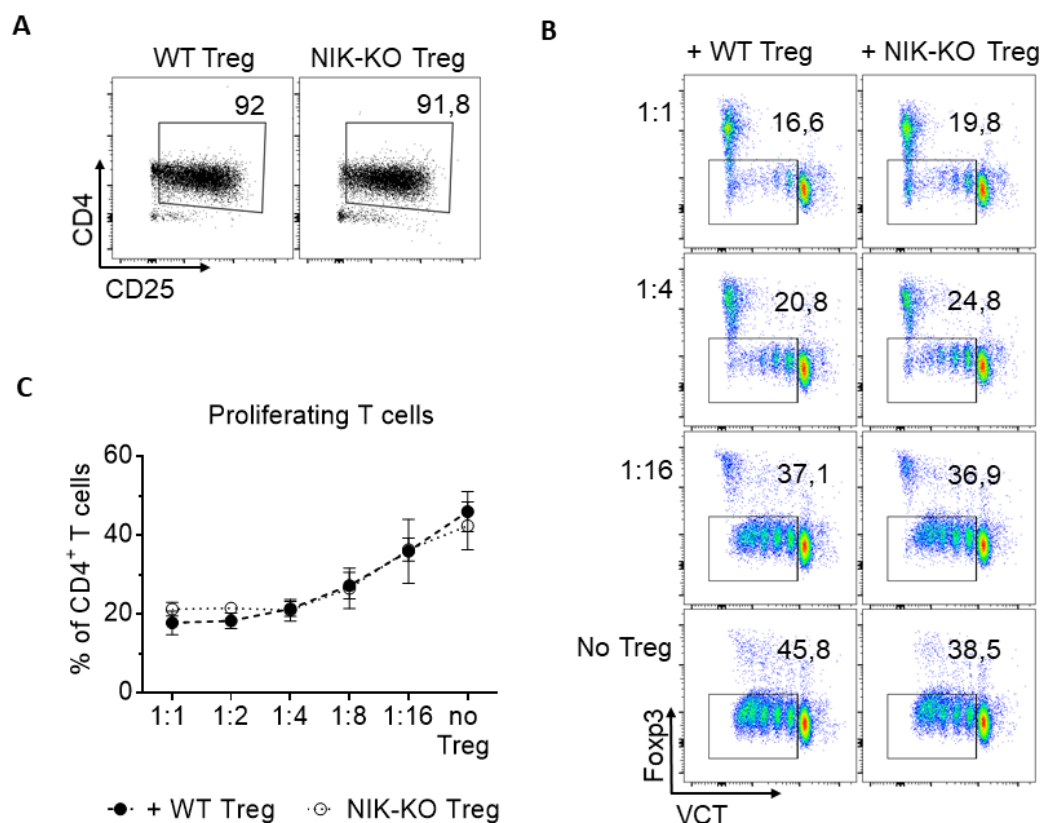 A
WT Treg
NIK-KO Treg
92
91,8
CD4
CD25
B
+ WT Treg
+ NIK-KO Treg
1:1
16,6
19,8
1:4
20,8
24,8
1:16
37,1
36,9
No Treg
45,8
38,5
Foxp3
VCT
C
Proliferating T cells
% of CD4⁺ T cells
60
40
20
0
1:1 1:2 1:4 1:8 1:16 no
Treg
+ WT Treg
NIK-KO Treg